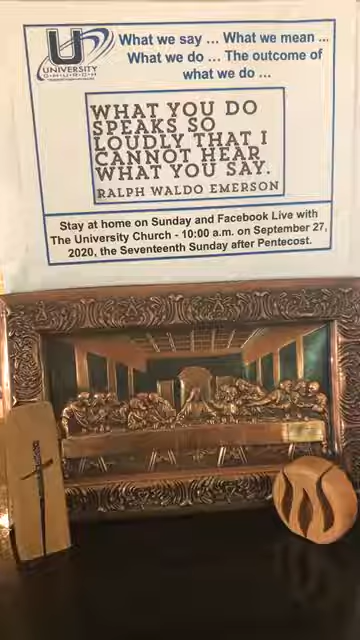 What we say ... What we mean ...
What we do ... The outcome of
what we do ...
UNIVERSITY
CHURCH
WHAT YOU DO
SPEAKS SO
LOUDLY THAT I
CANNOT HEAR
WHAT YOU SAY.
RALPH WALDO EMERSON
Stay at home on Sunday and Facebook Live with
The University Church - 10:00 a.m. on September 27,
2020, the Seventeenth Sunday after Pentecost.